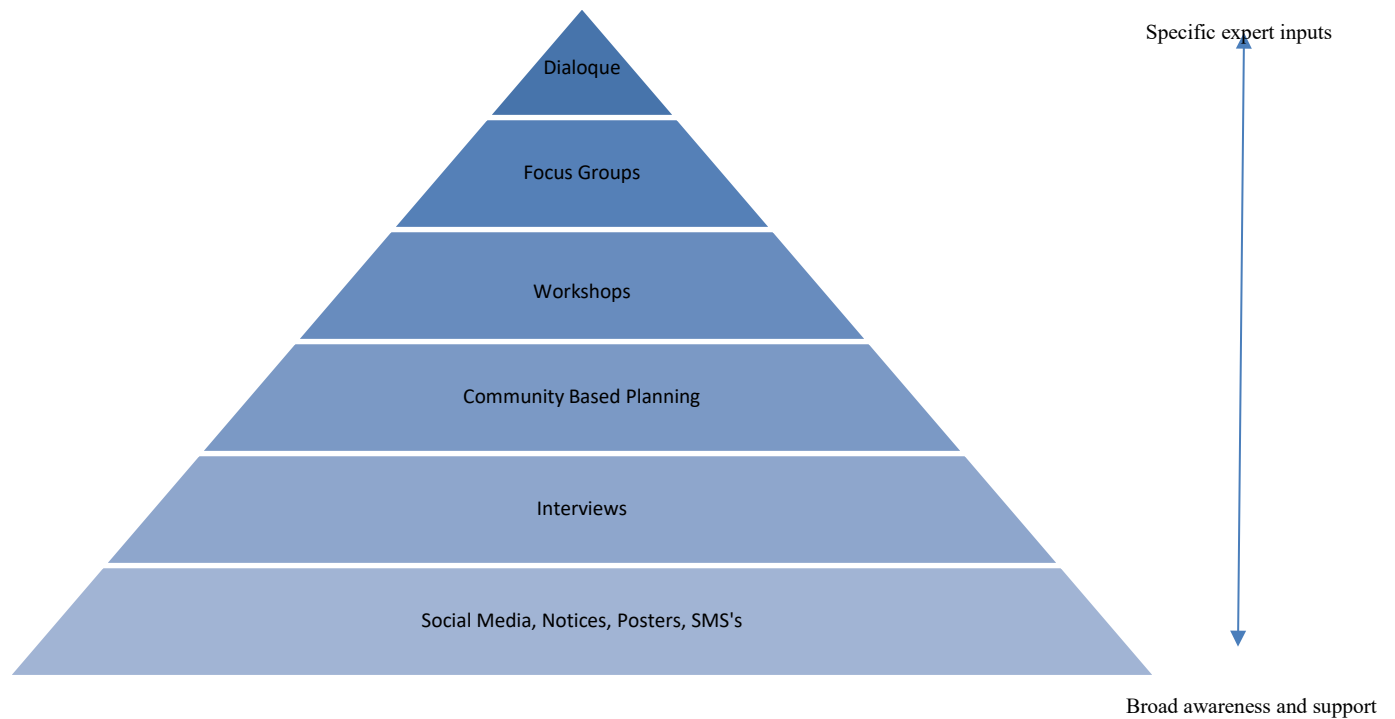 Specific expert inputs
Dialoque
Focus Groups
Workshops
Community Based Planning
Interviews
Social Media, Notices, Posters, SMS's
Broad awareness and support